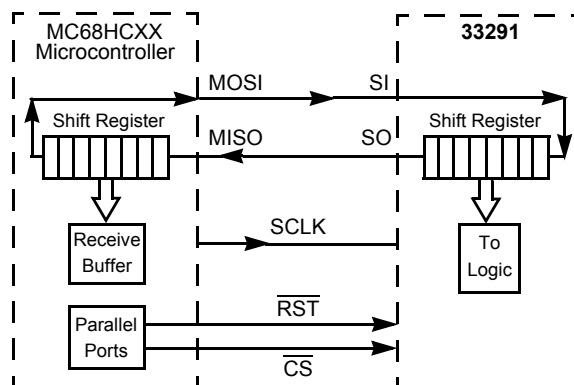 MC68HCXX
Microcontroller
33291
MOSI
SI
Shift Register
Shift Register
MISO
SO
Receive
Buffer
SCLK
To
Logic
Parallel
Ports
RST
CS